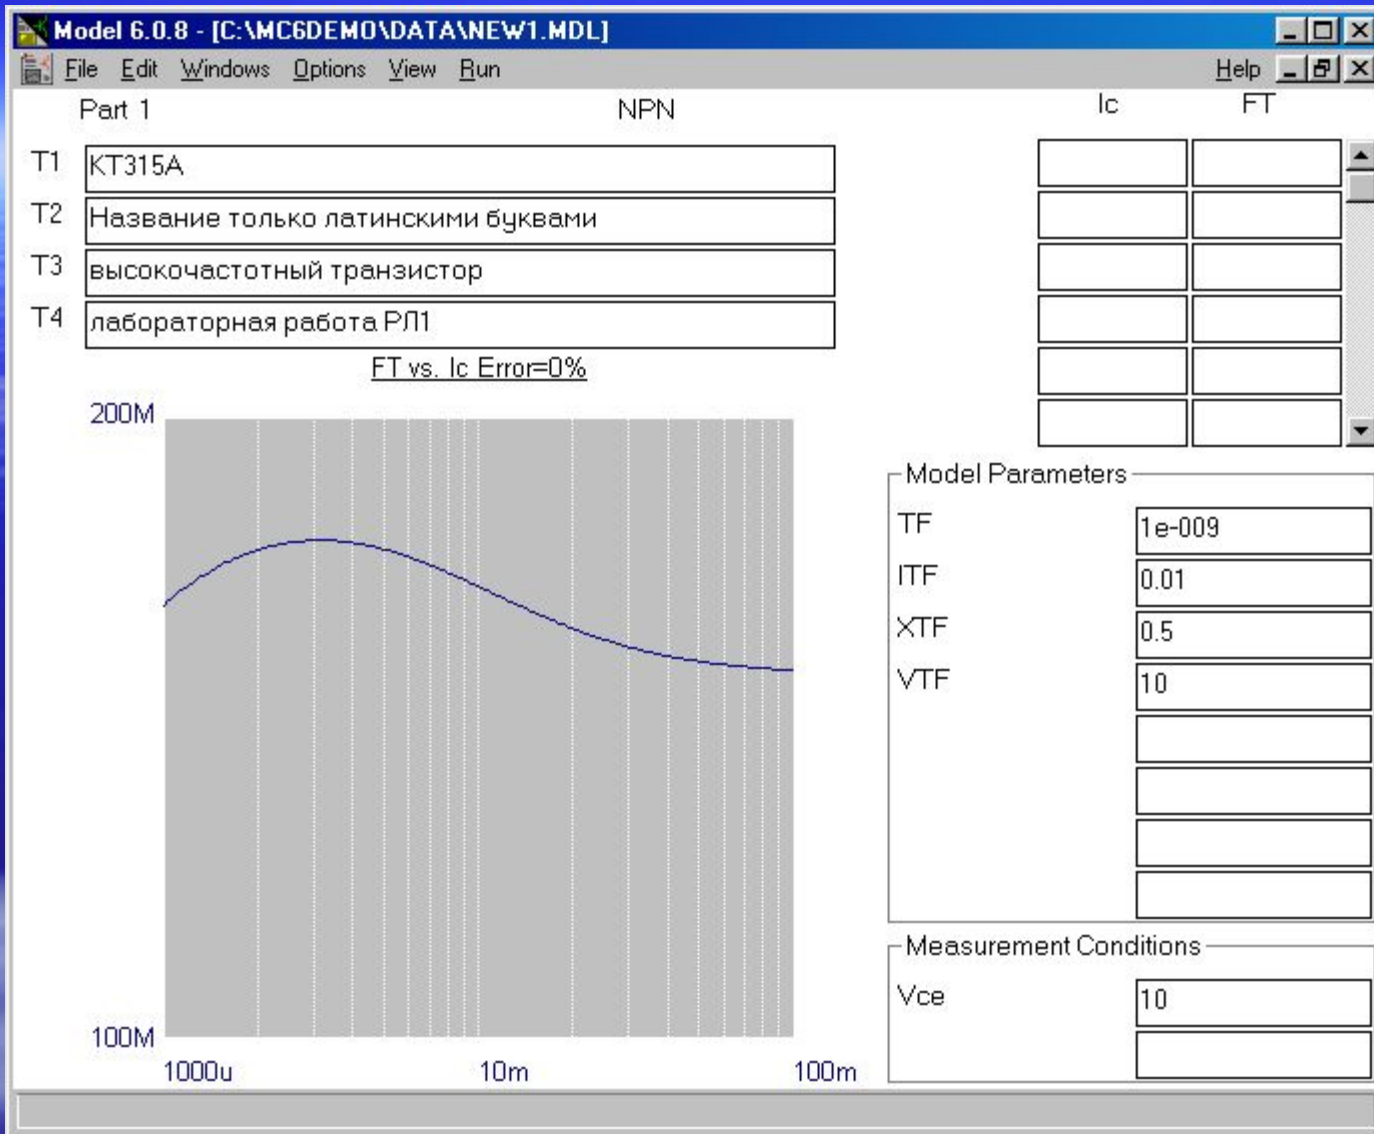 Model 6.0.8 - [C:\MC6DEMO\DATA\NEW1.MDL]
File Edit Windows Options View Run Help
Part 1 NPN Ic FT
T1 KT315A
T2 Название только латинскими буквами
T3 высокочастотный транзистор
T4 лабораторная работа РЛ1
FT vs. Ic Error=0%
200M
100M
1000u 10m 100m
Model Parameters
TF 1e-009
ITF 0.01
XTF 0.5
VTF 10
Measurement Conditions
Vce 10